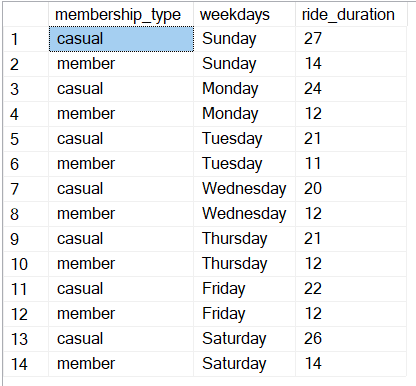 membership_type weekdays ride_duration
1 casual Sunday 27
2 member Sunday 14
3 casual Monday 24
4 member Monday 12
5 casual Tuesday 21
6 member Tuesday 11
7 casual Wednesday 20
8 member Wednesday 12
9 casual Thursday 21
10 member Thursday 12
11 casual Friday 22
12 member Friday 12
13 casual Saturday 26
14 member Saturday 14